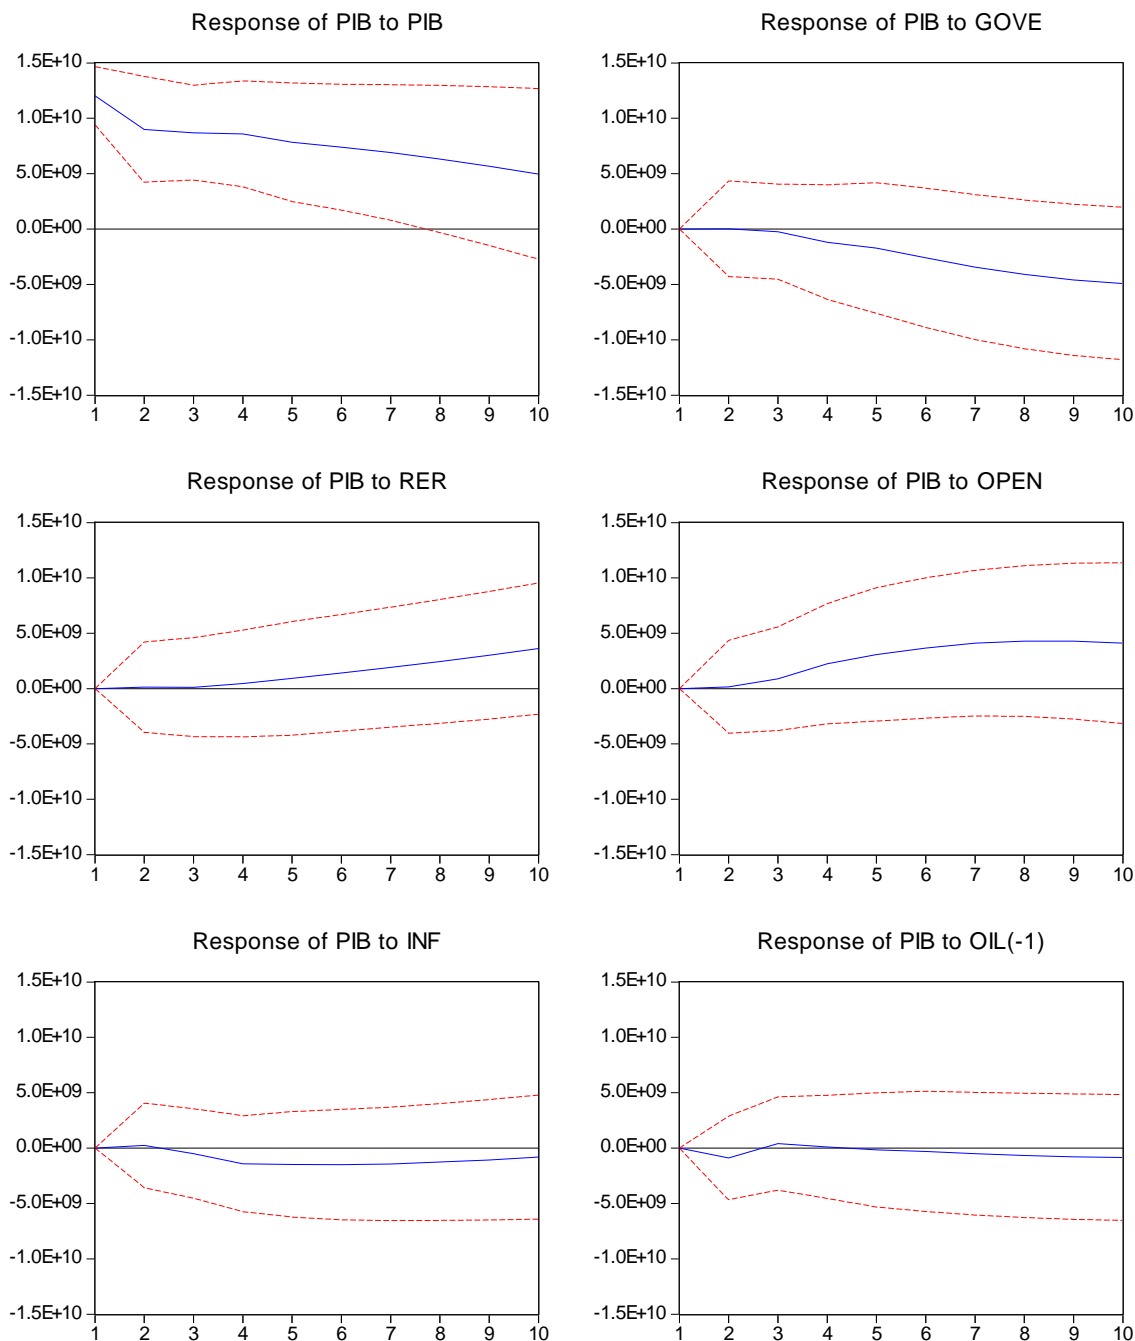 Response of PIB to PIB
1.5E+10
1.0E+10
5.0E+09
0.0E+00
-5.0E+09
-1.0E+10
-1.5E+10
1 2 3 4 5 6 7 8 9 10
Response of PIB to GOVE
1.5E+10
1.0E+10
5.0E+09
0.0E+00
-5.0E+09
-1.0E+10
-1.5E+10
1 2 3 4 5 6 7 8 9 10
Response of PIB to RER
1.5E+10
1.0E+10
5.0E+09
0.0E+00
-5.0E+09
-1.0E+10
-1.5E+10
1 2 3 4 5 6 7 8 9 10
Response of PIB to OPEN
1.5E+10
1.0E+10
5.0E+09
0.0E+00
-5.0E+09
-1.0E+10
-1.5E+10
1 2 3 4 5 6 7 8 9 10
Response of PIB to INF
1.5E+10
1.0E+10
5.0E+09
0.0E+00
-5.0E+09
-1.0E+10
-1.5E+10
1 2 3 4 5 6 7 8 9 10
Response of PIB to OIL(-1)
1.5E+10
1.0E+10
5.0E+09
0.0E+00
-5.0E+09
-1.0E+10
-1.5E+10
1 2 3 4 5 6 7 8 9 10